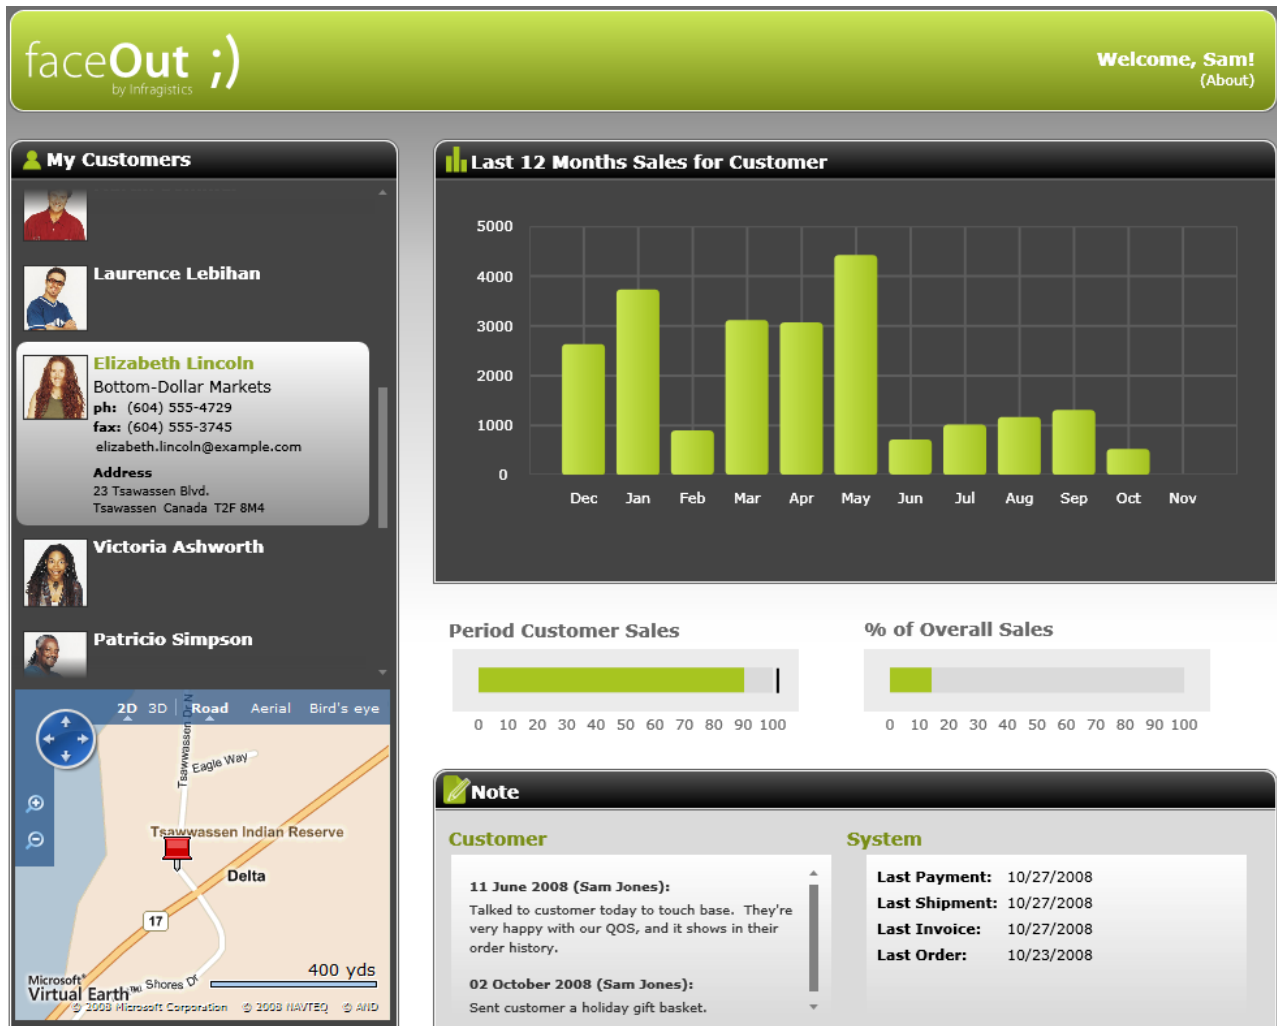 faceOut ;)
by Infragistics
Welcome, Sam!
(About)
My Customers
Laurence Lebihan
Elizabeth Lincoln
Bottom-Dollar Markets
ph: (604) 555-4729
fax: (604) 555-3745
elizabeth.lincoln@example.com
Address
23 Tsawassen Blvd.
Tsawassen Canada T2F 8M4
Victoria Ashworth
Patricio Simpson
2D 3D Road Aerial Bird's eye
Tsawwassen Dr N
Eagle Way
Tsawwassen Indian Reserve
Delta
17
400 yds
Microsoft®
Virtual Earth™
Shores Dr
© 2008 Microsoft Corporation © 2008 NAVTEQ © AND
Last 12 Months Sales for Customer
5000
4000
3000
2000
1000
0
Dec Jan Feb Mar Apr May Jun Jul Aug Sep Oct Nov
Period Customer Sales
0 10 20 30 40 50 60 70 80 90 100
% of Overall Sales
0 10 20 30 40 50 60 70 80 90 100
Note
Customer
11 June 2008 (Sam Jones):
Talked to customer today to touch base. They're
very happy with our QOS, and it shows in their
order history.
02 October 2008 (Sam Jones):
Sent customer a holiday gift basket.
System
Last Payment: 10/27/2008
Last Shipment: 10/27/2008
Last Invoice: 10/27/2008
Last Order: 10/23/2008